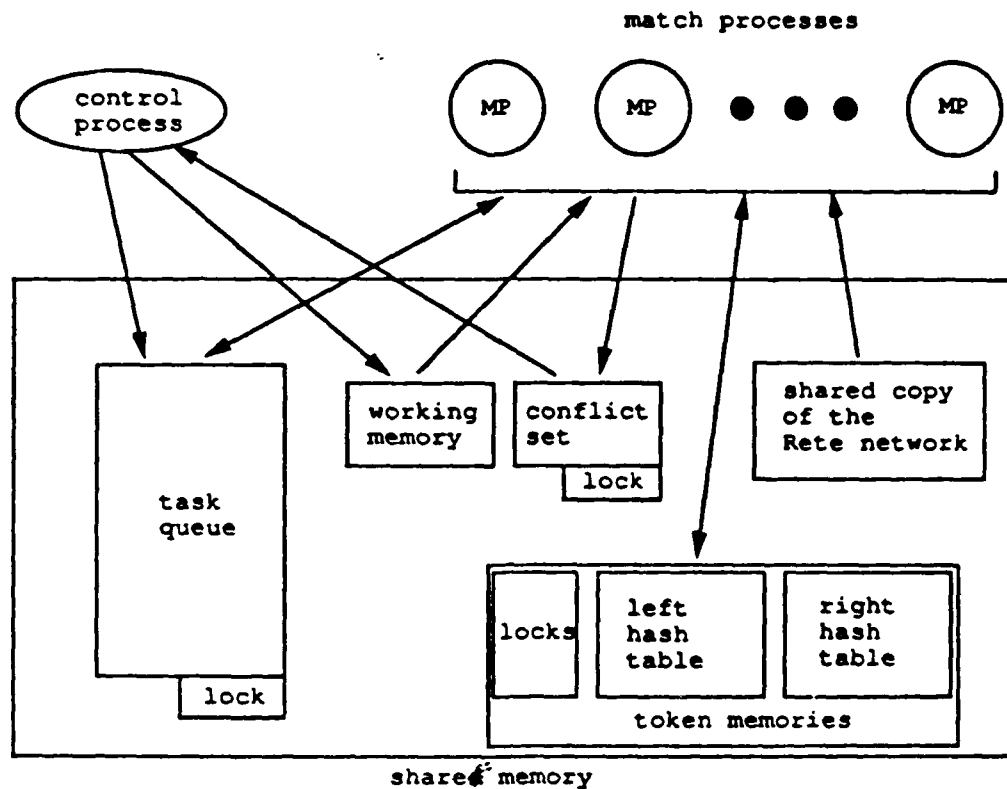 match processes
control
process
MP
MP
MP
working
memory
conflict
set
lock
shared copy
of the
Rete network
task
queue
lock
locks
left
hash
table
right
hash
table
token memories
shared memory